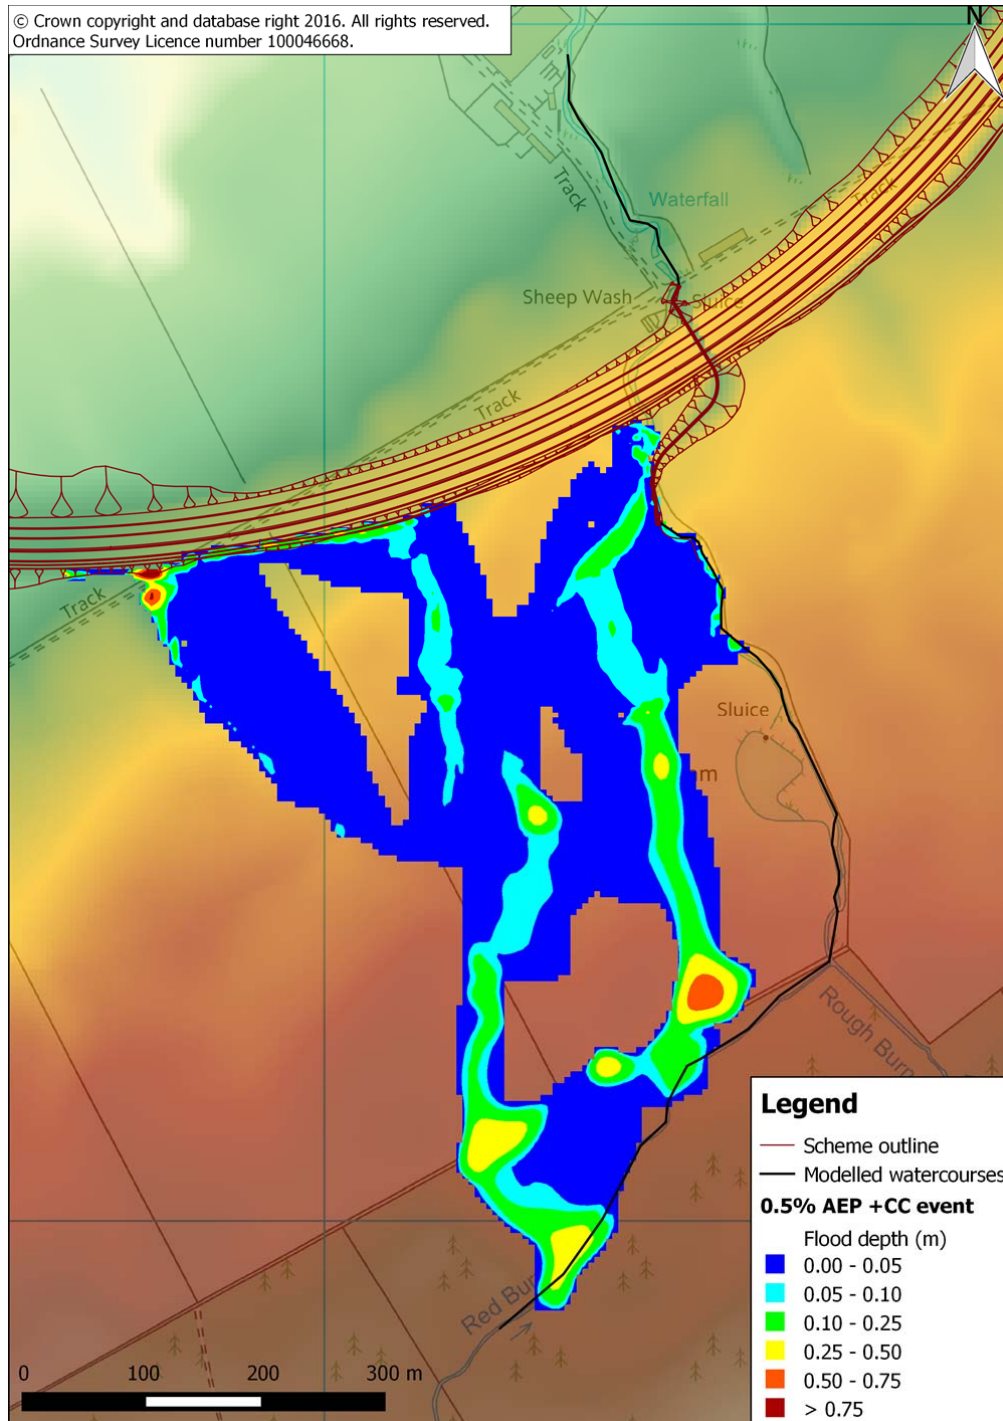 © Crown copyright and database right 2016. All rights reserved.
Ordnance Survey Licence number 100046668.
N
Track
Waterfall
Track
Sheep Wash
Sluice
Track
Track
Sluice
Rough Burn
Red Bur
Legend
Scheme outline
Modelled watercourses
0.5% AEP +CC event
Flood depth (m)
0.00 - 0.05
0.05 - 0.10
0.10 - 0.25
0.25 - 0.50
0.50 - 0.75
> 0.75
0 100 200 300 m